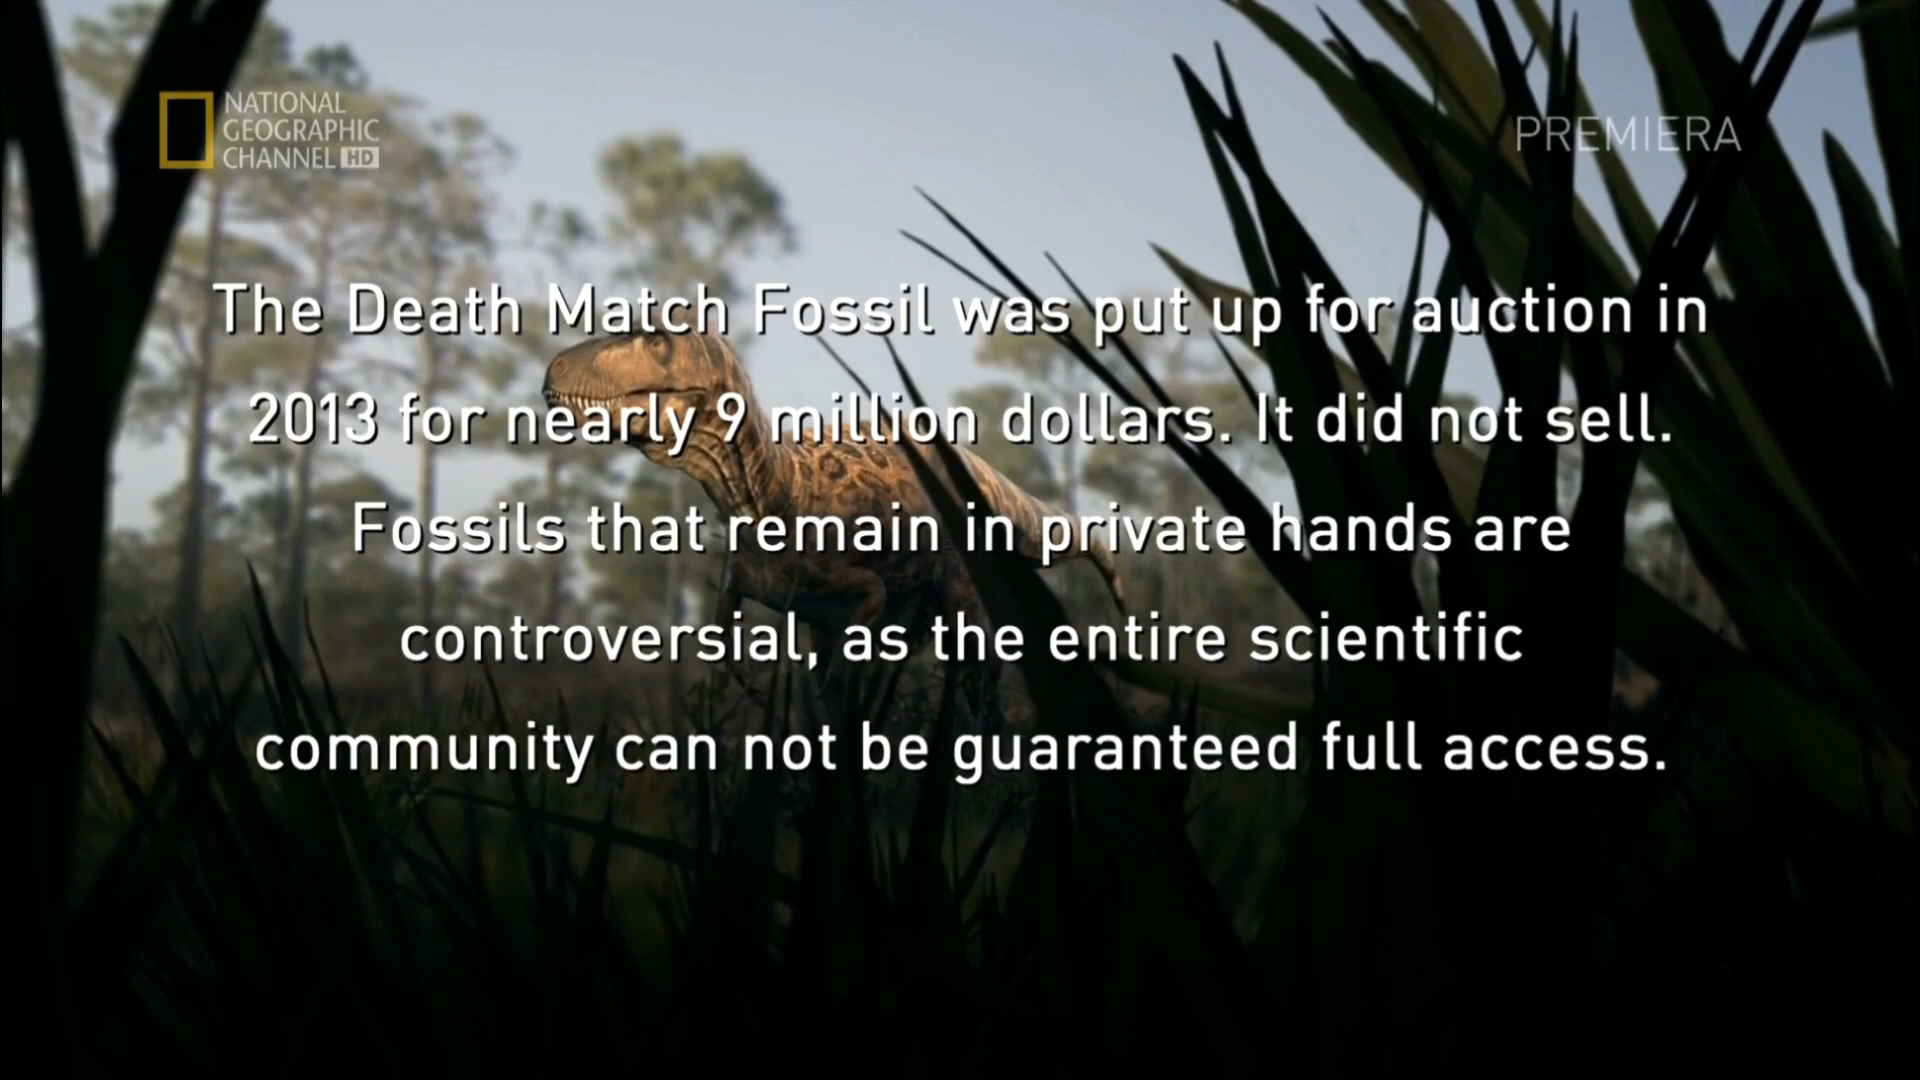 NATIONAL
GEOGRAPHIC
CHANNEL HD
PREMIERA
The Death Match Fossil was put up for auction in
2013 for nearly 9 million dollars. It did not sell.
Fossils that remain in private hands are
controversial, as the entire scientific
community can not be guaranteed full access.